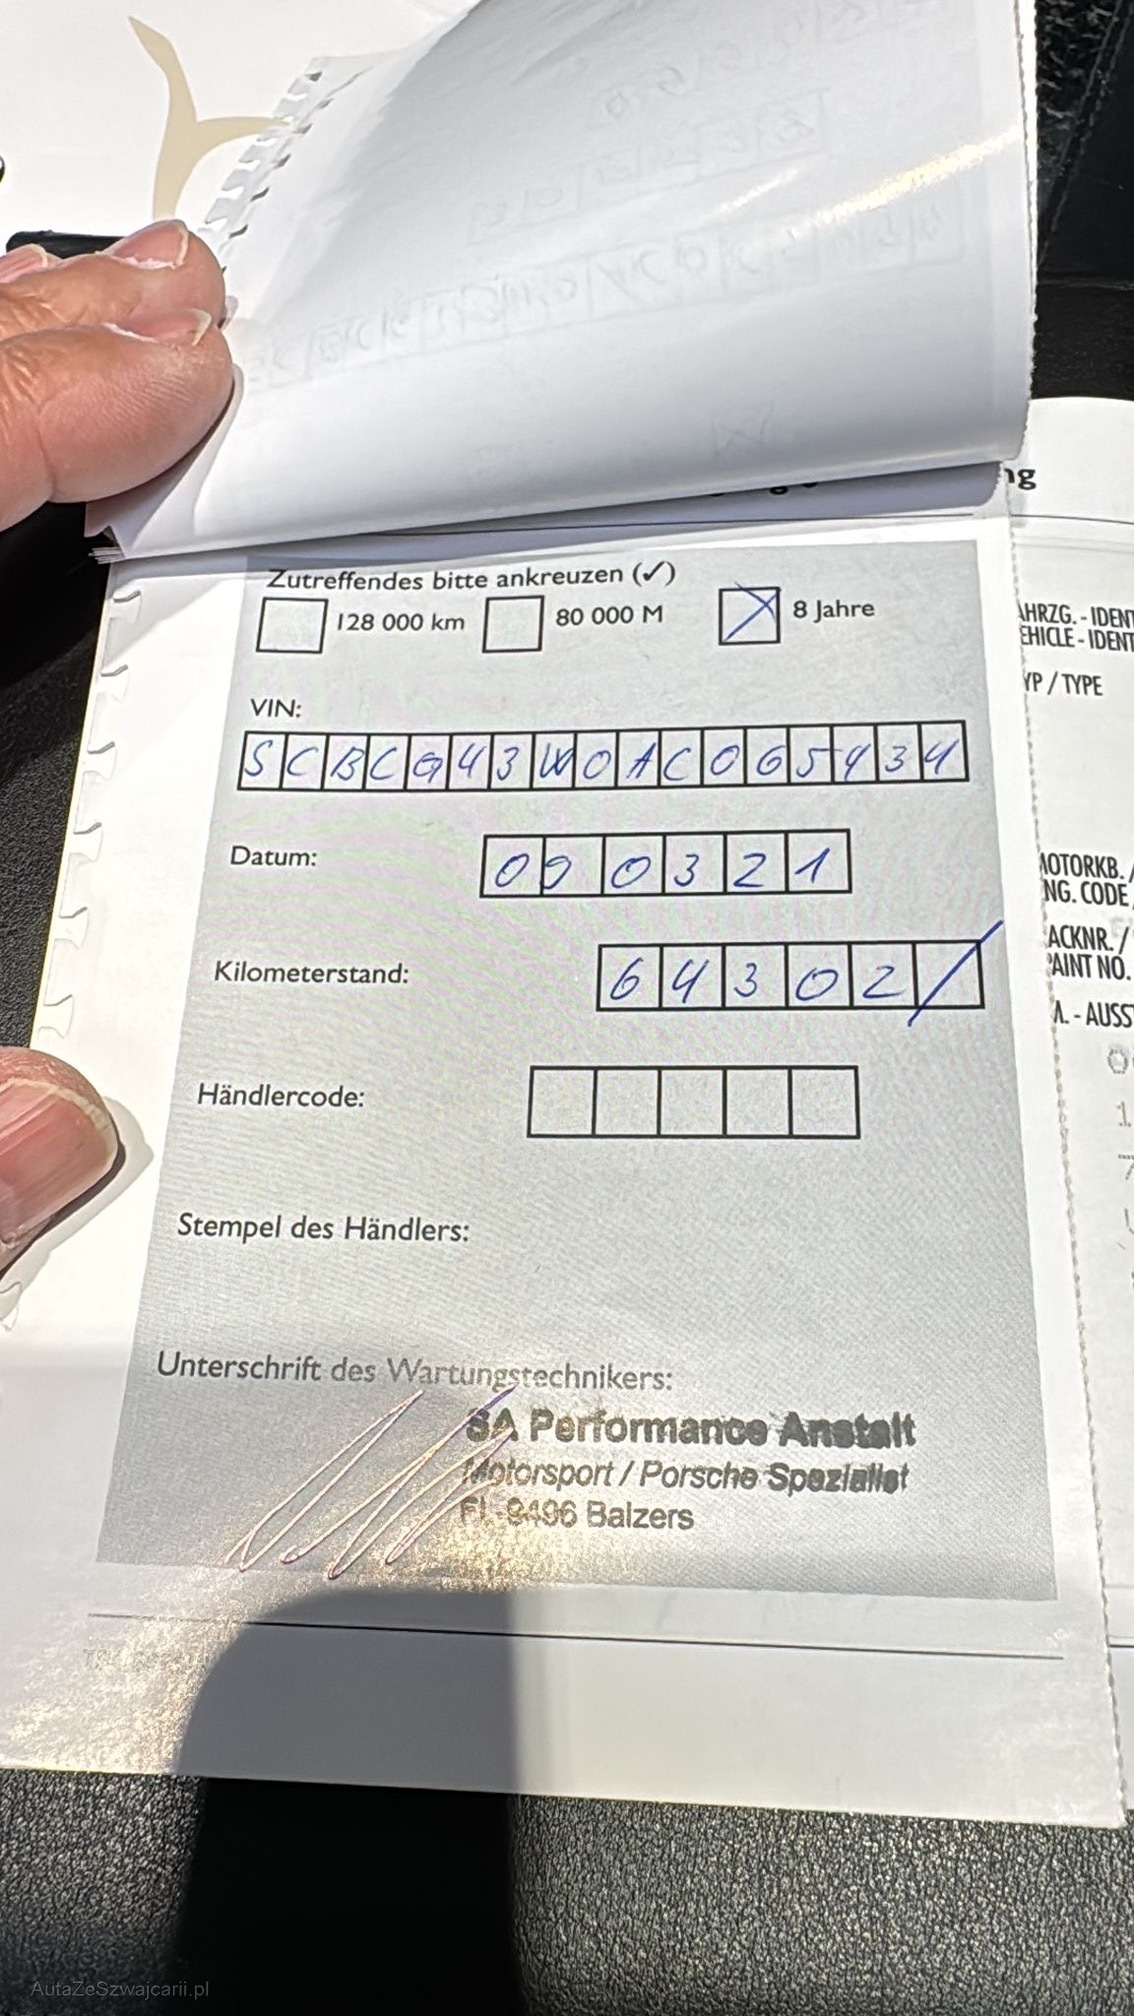 ng
Zutreffendes bitte ankreuzen (✓)
128 000 km 80 000 M 8 Jahre
VIN:
SCBCG43W0AC065434
Datum:
090321
Kilometerstand:
64302/
Händlercode:
Stempel des Händlers:
Unterschrift des Wartungstechnikers:
SA Performance Anstalt
Motorsport / Porsche Spezialist
FL-9496 Balzers
AHRZG. - IDENT
EHICLE - IDENT
YP / TYPE
MOTORKB. /
NG. CODE
ACKNR. /
PAINT NO.
M. - AUSST
AutaZeSzwajcarii.pl